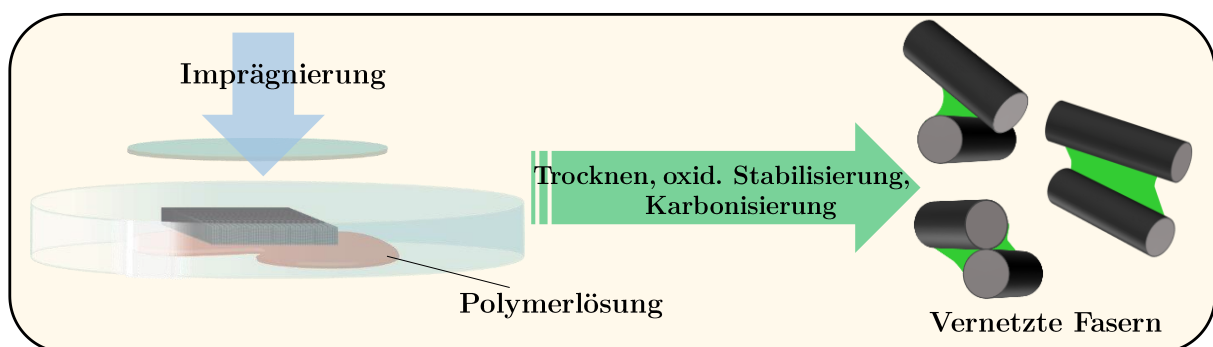 Imprägnierung
Trocknen, oxid. Stabilisierung,
Karbonisierung
Polymerlösung
Vernetzte Fasern